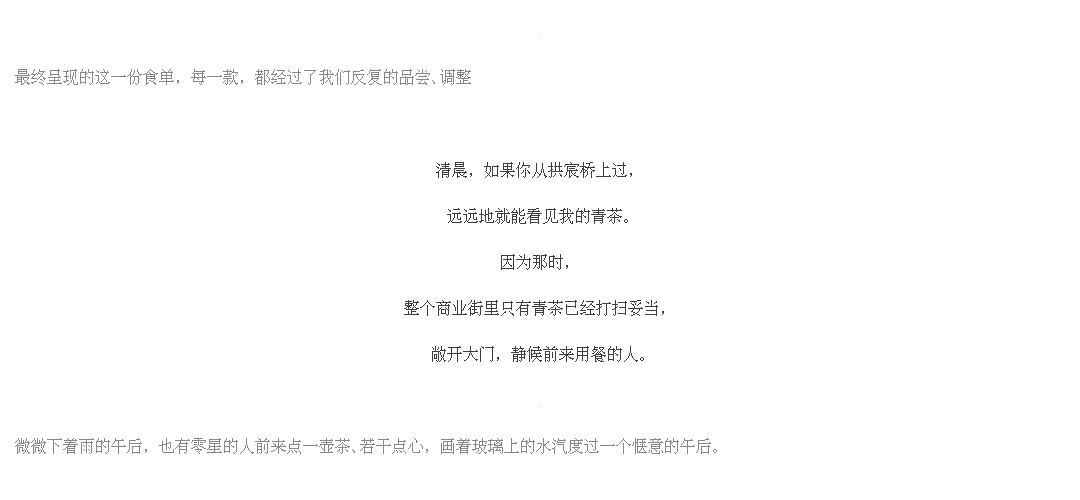 最终呈现的这一份食单，每一款，都经过了我们反复的品尝、调整
清晨，如果你从拱宸桥上过，
远远地就能看见我的青茶。
因为那时，
整个商业街里只有青茶已经打扫妥当，
敞开大门，静候前来用餐的人。
微微下着雨的午后，也有零星的人前来点一壶茶、若干点心，画着玻璃上的水汽度过一个惬意的午后。